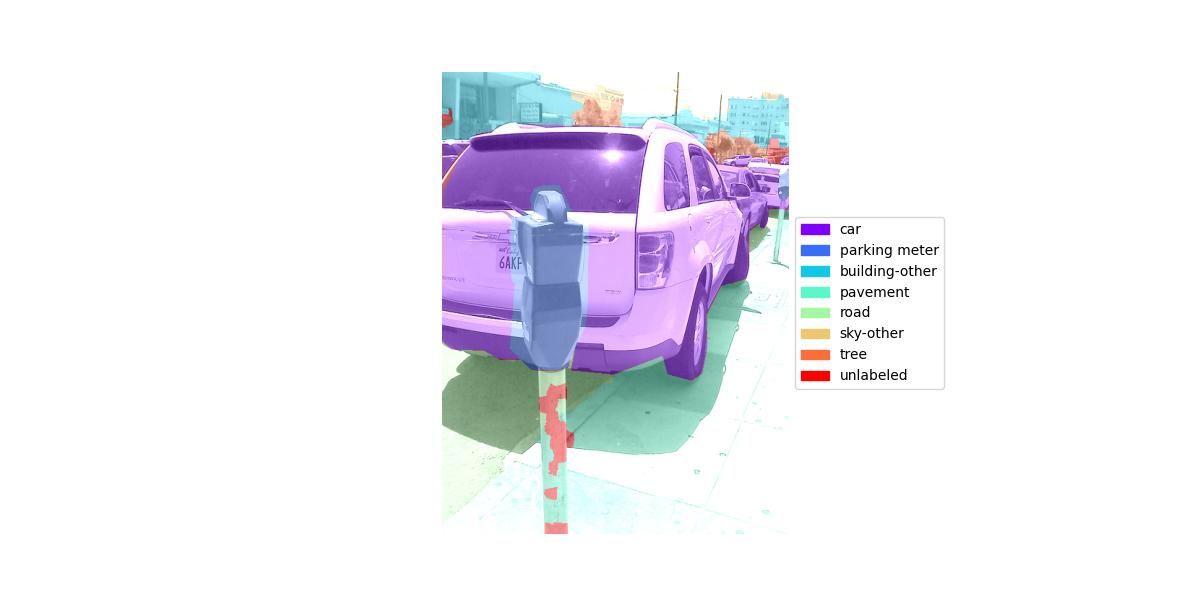 6AKF
car
parking meter
building-other
pavement
road
sky-other
tree
unlabeled